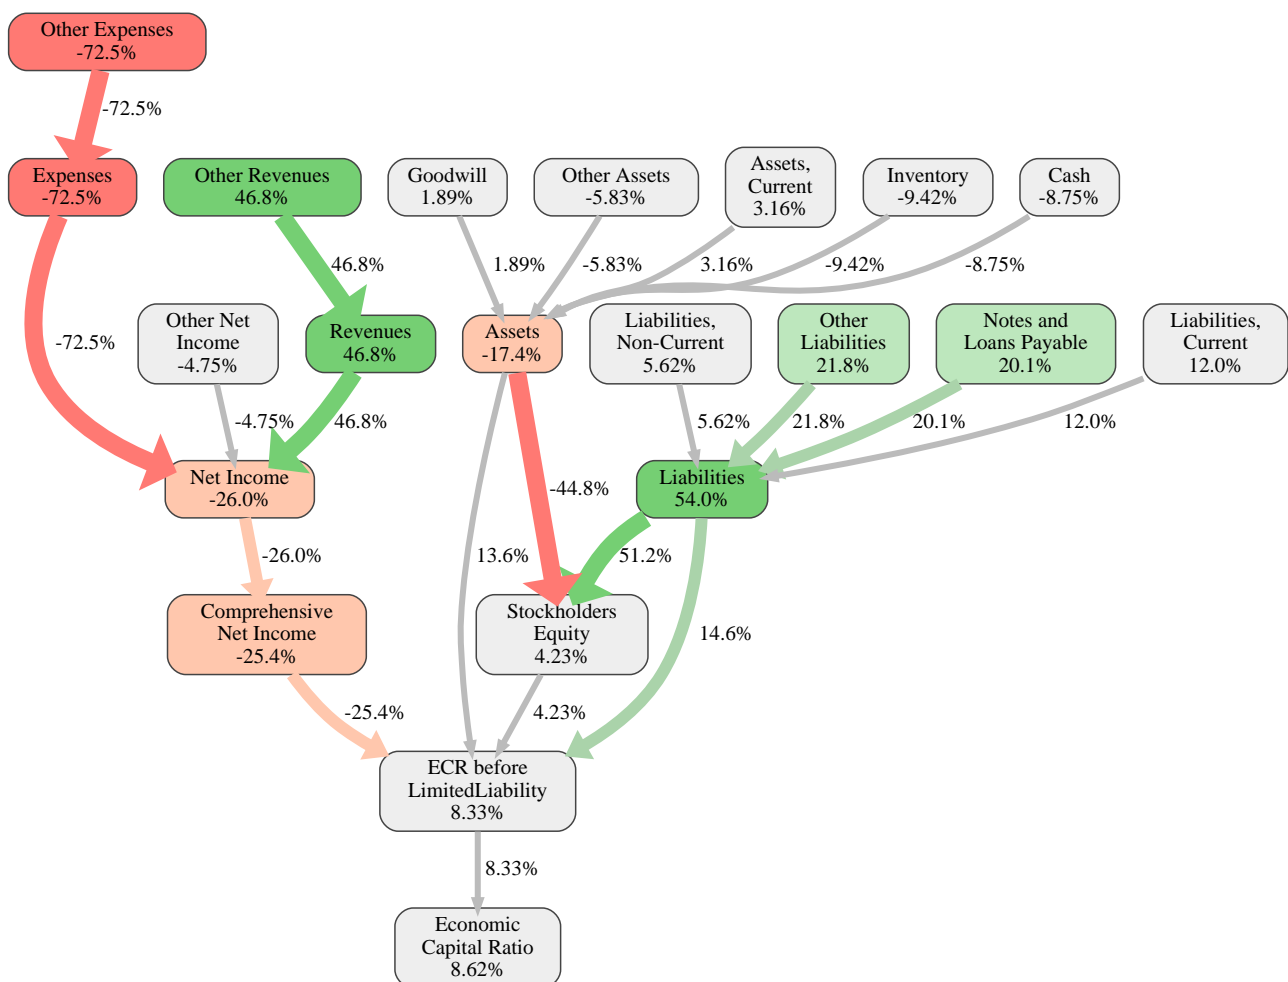 Other Expenses
-72.5%
-72.5%
Expenses
-72.5%
Other Revenues
46.8%
Goodwill
1.89%
Other Assets
-5.83%
Assets,
Current
3.16%
Inventory
-9.42%
Cash
-8.75%
46.8%
1.89%
-5.83%
3.16%
-9.42%
-8.75%
-72.5%
Other Net
Income
-4.75%
Revenues
46.8%
Assets
-17.4%
Liabilities,
Non-Current
5.62%
Other
Liabilities
21.8%
Notes and
Loans Payable
20.1%
Liabilities,
Current
12.0%
-4.75%
46.8%
5.62%
21.8%
20.1%
12.0%
Net Income
-26.0%
-44.8%
Liabilities
54.0%
-26.0%
13.6%
51.2%
Comprehensive
Net Income
-25.4%
Stockholders
Equity
4.23%
14.6%
-25.4%
4.23%
ECR before
LimitedLiability
8.33%
8.33%
Economic
Capital Ratio
8.62%